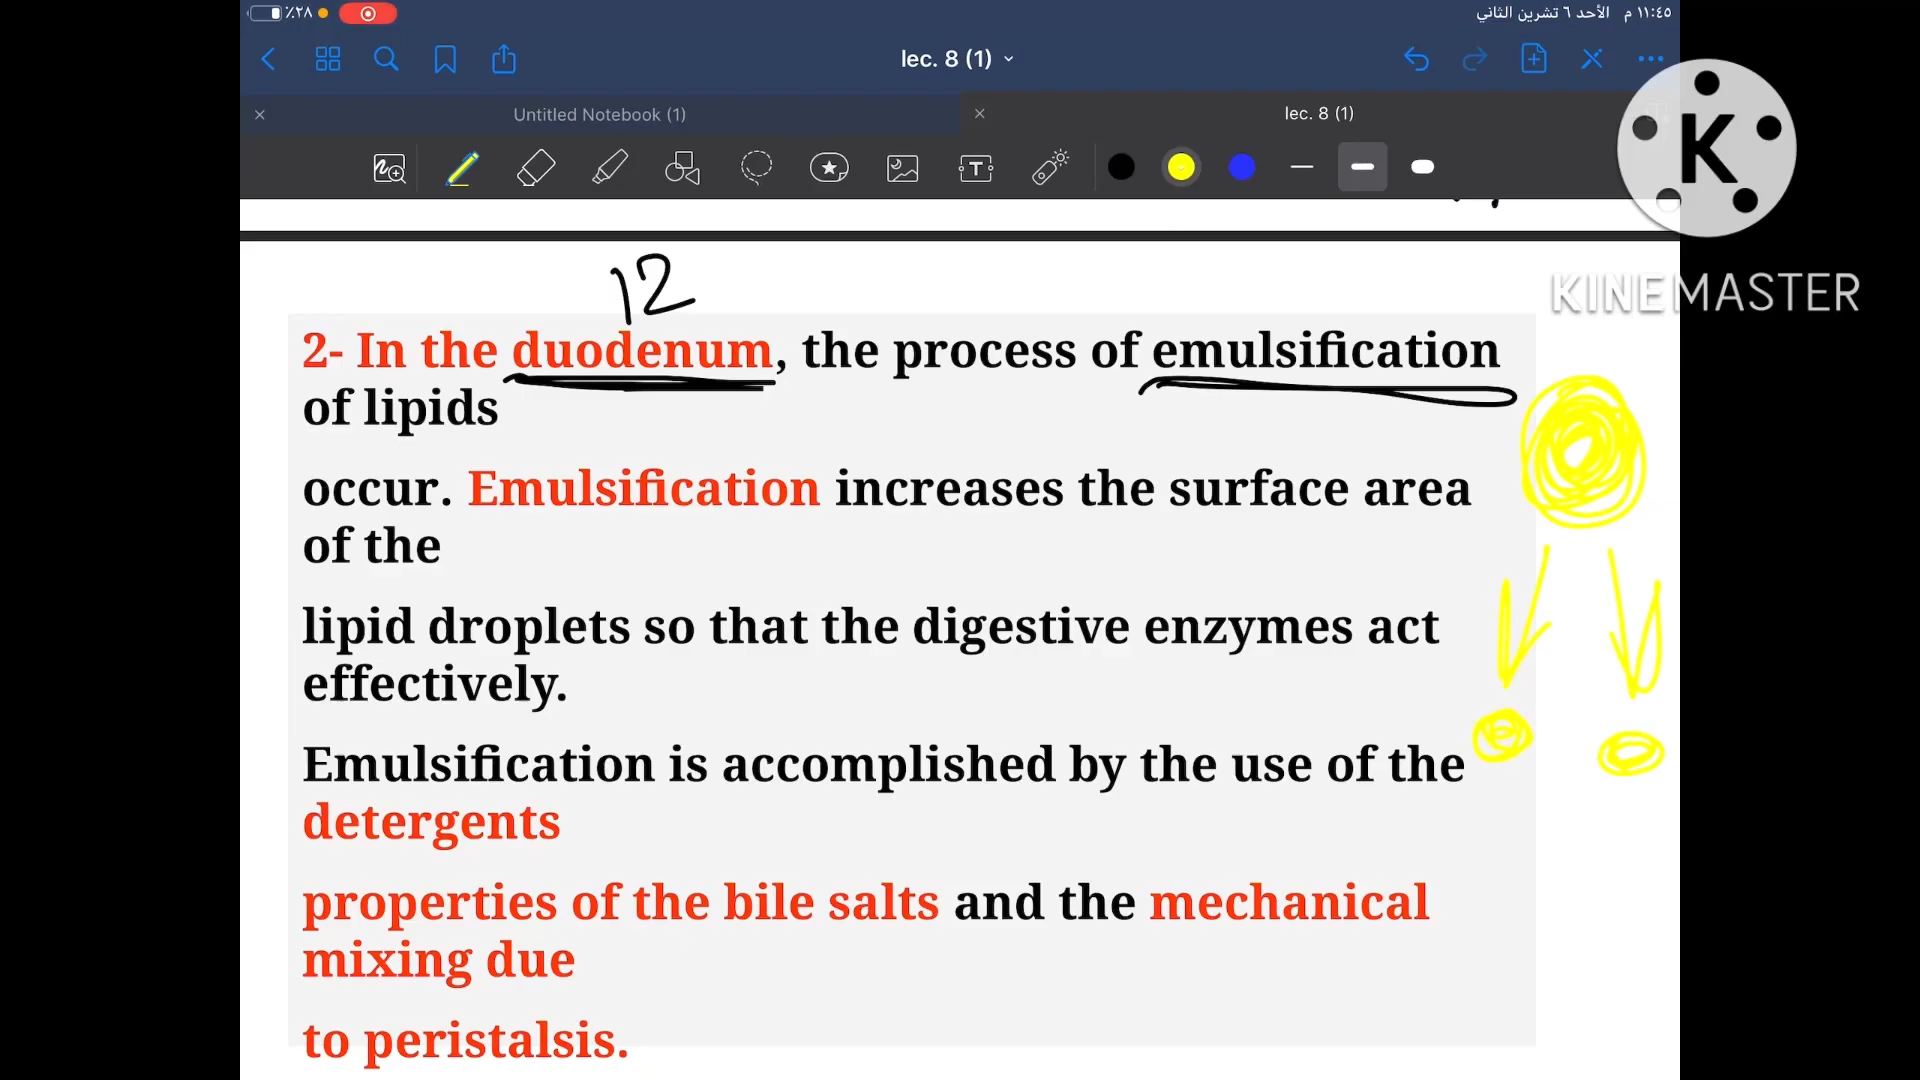 ٪٢٨
١١:٤٥ م الأحد ٦ تشرين الثاني
lec. 8 (1)
Untitled Notebook (1)
lec. 8 (1)
T
K
KINEMASTER
12
2- In the duodenum, the process of emulsification
of lipids
occur. Emulsification increases the surface area
of the
lipid droplets so that the digestive enzymes act
effectively.
Emulsification is accomplished by the use of the
detergents
properties of the bile salts and the mechanical
mixing due
to peristalsis.